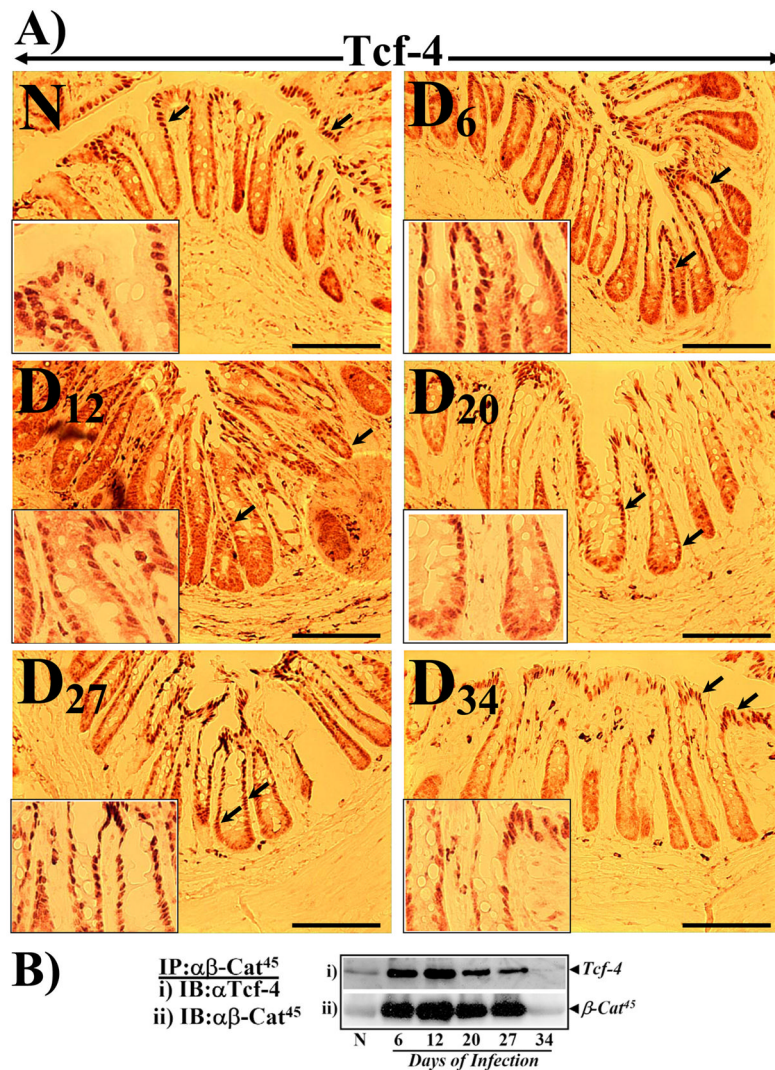 A)
Tcf-4
N
D6
D12
D20
D27
D34
B)
IP:αβ-Cat⁴⁵
i) IB:αTcf-4
ii) IB:αβ-Cat⁴⁵
i)
Tcf-4
ii)
β-Cat⁴⁵
N 6 12 20 27 34
Days of Infection